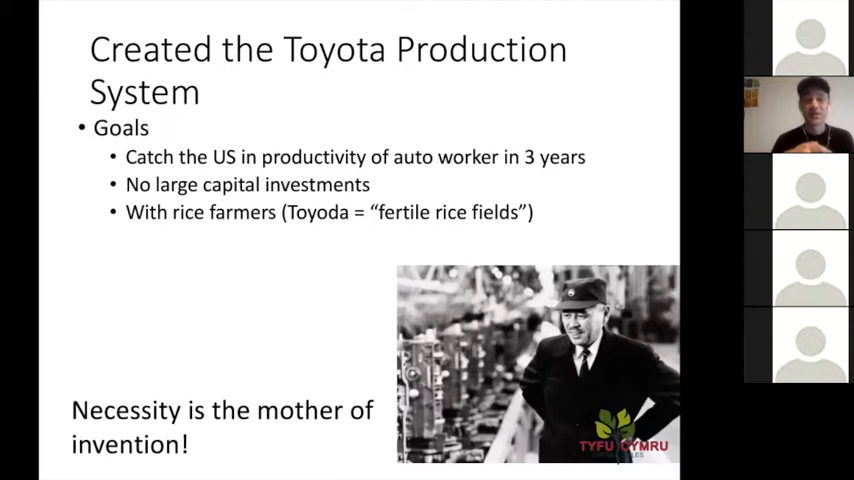 Created the Toyota Production
System
• Goals
• Catch the US in productivity of auto worker in 3 years
• No large capital investments
• With rice farmers (Toyoda = “fertile rice fields”)
Necessity is the mother of
invention!
TYFU CYMRU